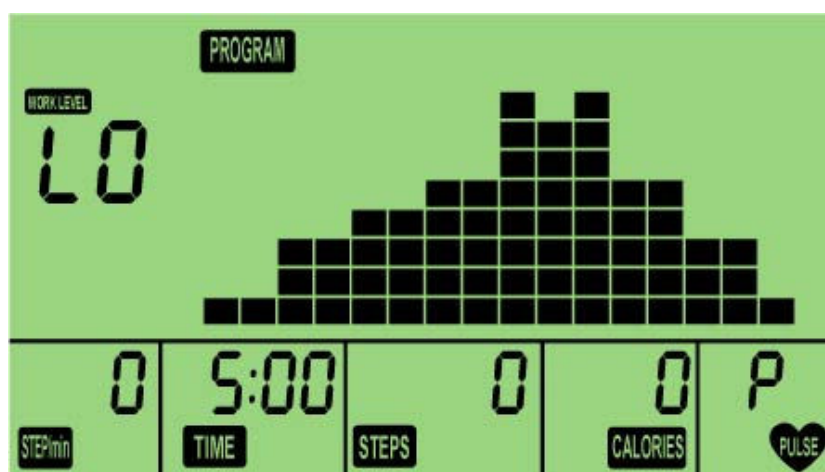 PROGRAM
WORK LEVEL
L0
0 5:00 0 0 P
STEP/min TIME STEPS CALORIES PULSE